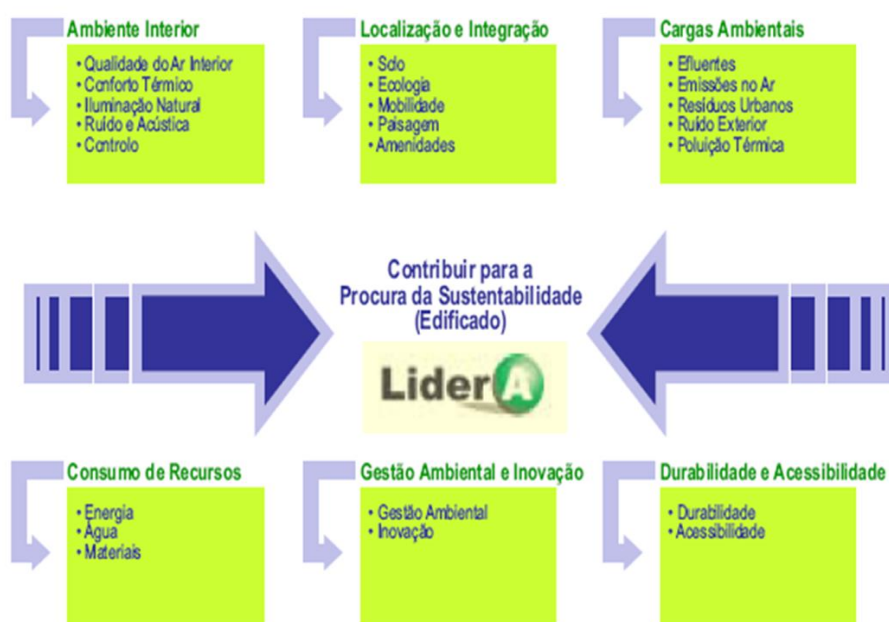 Ambiente Interior
• Qualidade do Ar Interior
• Conforto Térmico
• Iluminação Natural
• Ruído e Acústica
• Controlo
Localização e Integração
• Solo
• Ecologia
• Mobilidade
• Paisagem
• Amenidades
Cargas Ambientais
• Efluentes
• Emissões no Ar
• Resíduos Urbanos
• Ruído Exterior
• Poluição Térmica
Contribuir para a
Procura da Sustentabilidade
(Edificado)
LiderA
Consumo de Recursos
• Energia
• Água
• Materiais
Gestão Ambiental e Inovação
• Gestão Ambiental
• Inovação
Durabilidade e Acessibilidade
• Durabilidade
• Acessibilidade